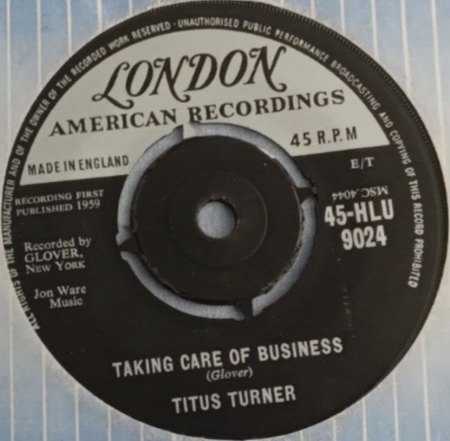 ALL RIGHTS OF THE MANUFACTURER AND OF THE OWNER OF THE RECORDED WORK RESERVED · UNAUTHORISED PUBLIC PERFORMANCE BROADCASTING AND COPYING OF THIS RECORD PROHIBITED
LONDON
AMERICAN RECORDINGS
45 R.P.M
MADE IN ENGLAND
E/T
RECORDING FIRST
PUBLISHED 1959
MSC.4044
45-HLU
9024
Recorded by
GLOVER,
NEW YORK
Jon Ware
Music
TAKING CARE OF BUSINESS
(Glover)
TITUS TURNER